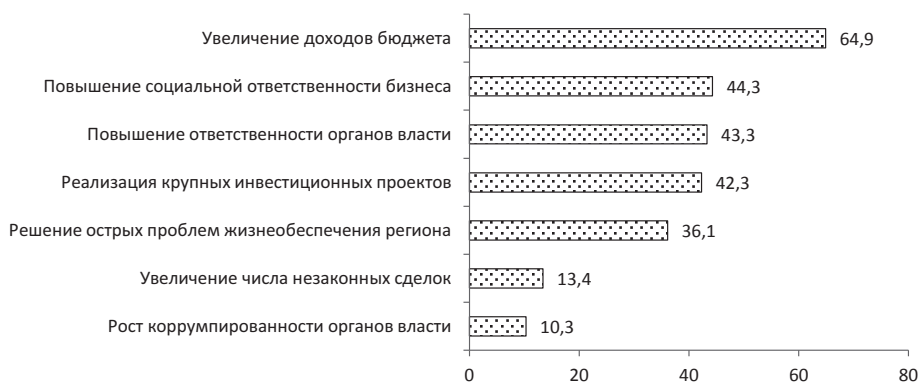 Увеличение доходов бюджета 64,9
Повышение социальной ответственности бизнеса 44,3
Повышение ответственности органов власти 43,3
Реализация крупных инвестиционных проектов 42,3
Решение острых проблем жизнеобеспечения региона 36,1
Увеличение числа незаконных сделок 13,4
Рост коррумпированности органов власти 10,3
0 20 40 60 80